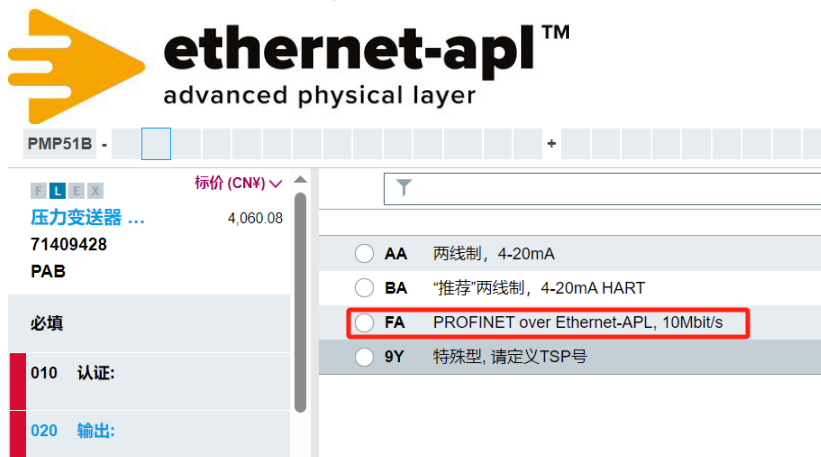 ethernet-apl™
advanced physical layer
PMP51B - +
F L E X
标价 (CN¥)
压力变送器 ...
4,060.08
71409428
PAB
必填
010 认证:
020 输出:
AA 两线制，4-20mA
BA “推荐”两线制，4-20mA HART
FA PROFINET over Ethernet-APL, 10Mbit/s
9Y 特殊型, 请定义TSP号